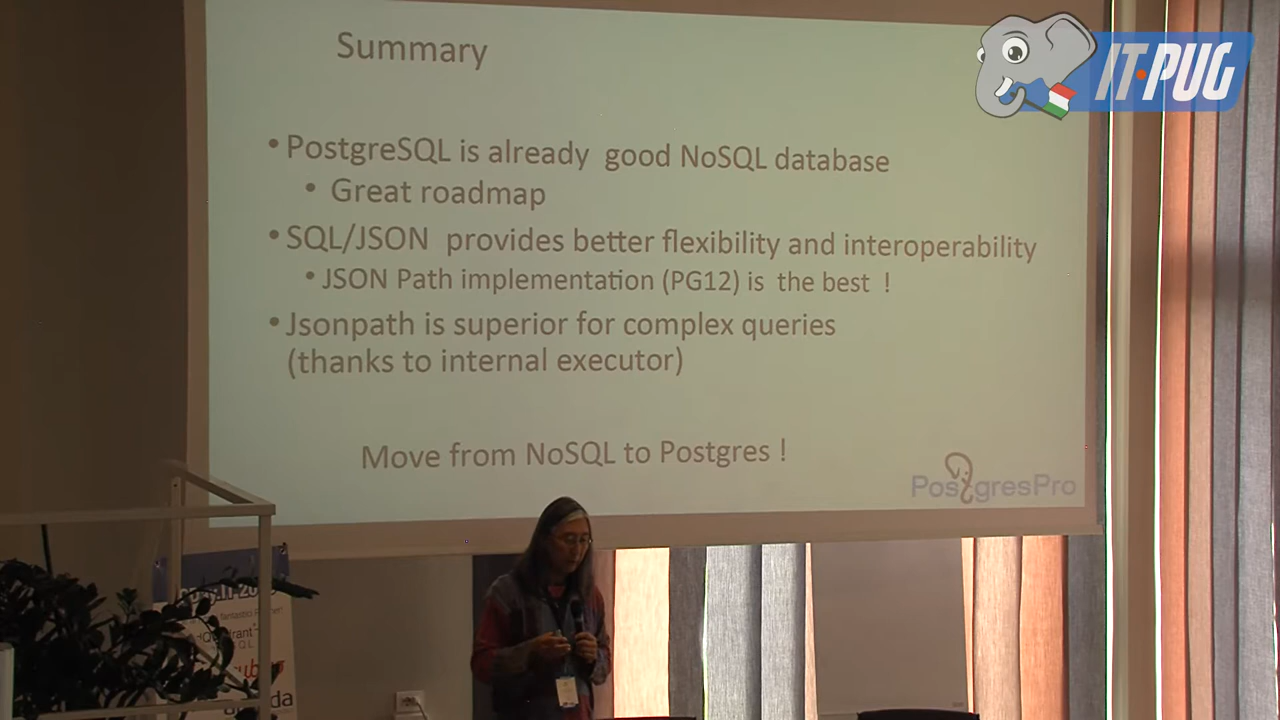 Summary
IT·PUG
• PostgreSQL is already good NoSQL database
• Great roadmap
• SQL/JSON provides better flexibility and interoperability
• JSON Path implementation (PG12) is the best !
• Jsonpath is superior for complex queries
(thanks to internal executor)
Move from NoSQL to Postgres !
PostgresPro